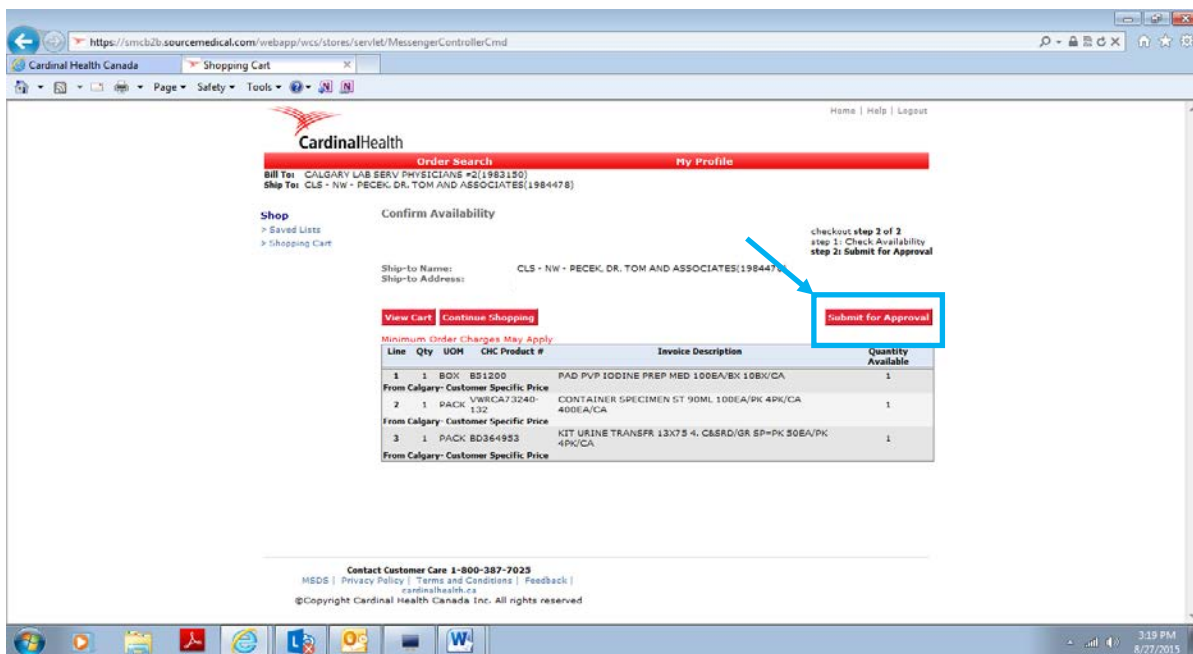 https://smcb2b.sourcemedical.com/webapp/wcs/stores/servlet/MessengerControllerCmd
Cardinal Health Canada
Shopping Cart
Page Safety Tools
Home | Help | Logout
CardinalHealth
Order Search
My Profile
Bill To: CALGARY LAB SERV PHYSICIANS #2(1983150)
Ship To: CLS - NW - PECEK, DR. TOM AND ASSOCIATES(1984478)
Shop
> Saved Lists
> Shopping Cart
Confirm Availability
checkout step 2 of 2
step 1: Check Availability
step 2: Submit for Approval
Ship-to Name: CLS - NW - PECEK, DR. TOM AND ASSOCIATES(1984478)
Ship-to Address:
View Cart Continue Shopping Submit for Approval
Minimum Order Charges May Apply
Line Qty UOM CHC Product # Invoice Description Quantity Available
1 1 BOX B51200 PAD PVP IODINE PREP MED 100EA/BX 10BX/CA 1
From Calgary- Customer Specific Price
2 1 PACK VWRCA73240-132 CONTAINER SPECIMEN ST 90ML 100EA/PK 4PK/CA 400EA/CA 1
From Calgary- Customer Specific Price
3 1 PACK BD364953 KIT URINE TRANSFR 13X75 4. C&SRD/GR SP=PK 50EA/PK 4PK/CA 1
From Calgary- Customer Specific Price
Contact Customer Care 1-800-387-7025
MSDS | Privacy Policy | Terms and Conditions | Feedback |
cardinalhealth.ca
©Copyright Cardinal Health Canada Inc. All rights reserved
3:19 PM
8/27/2015